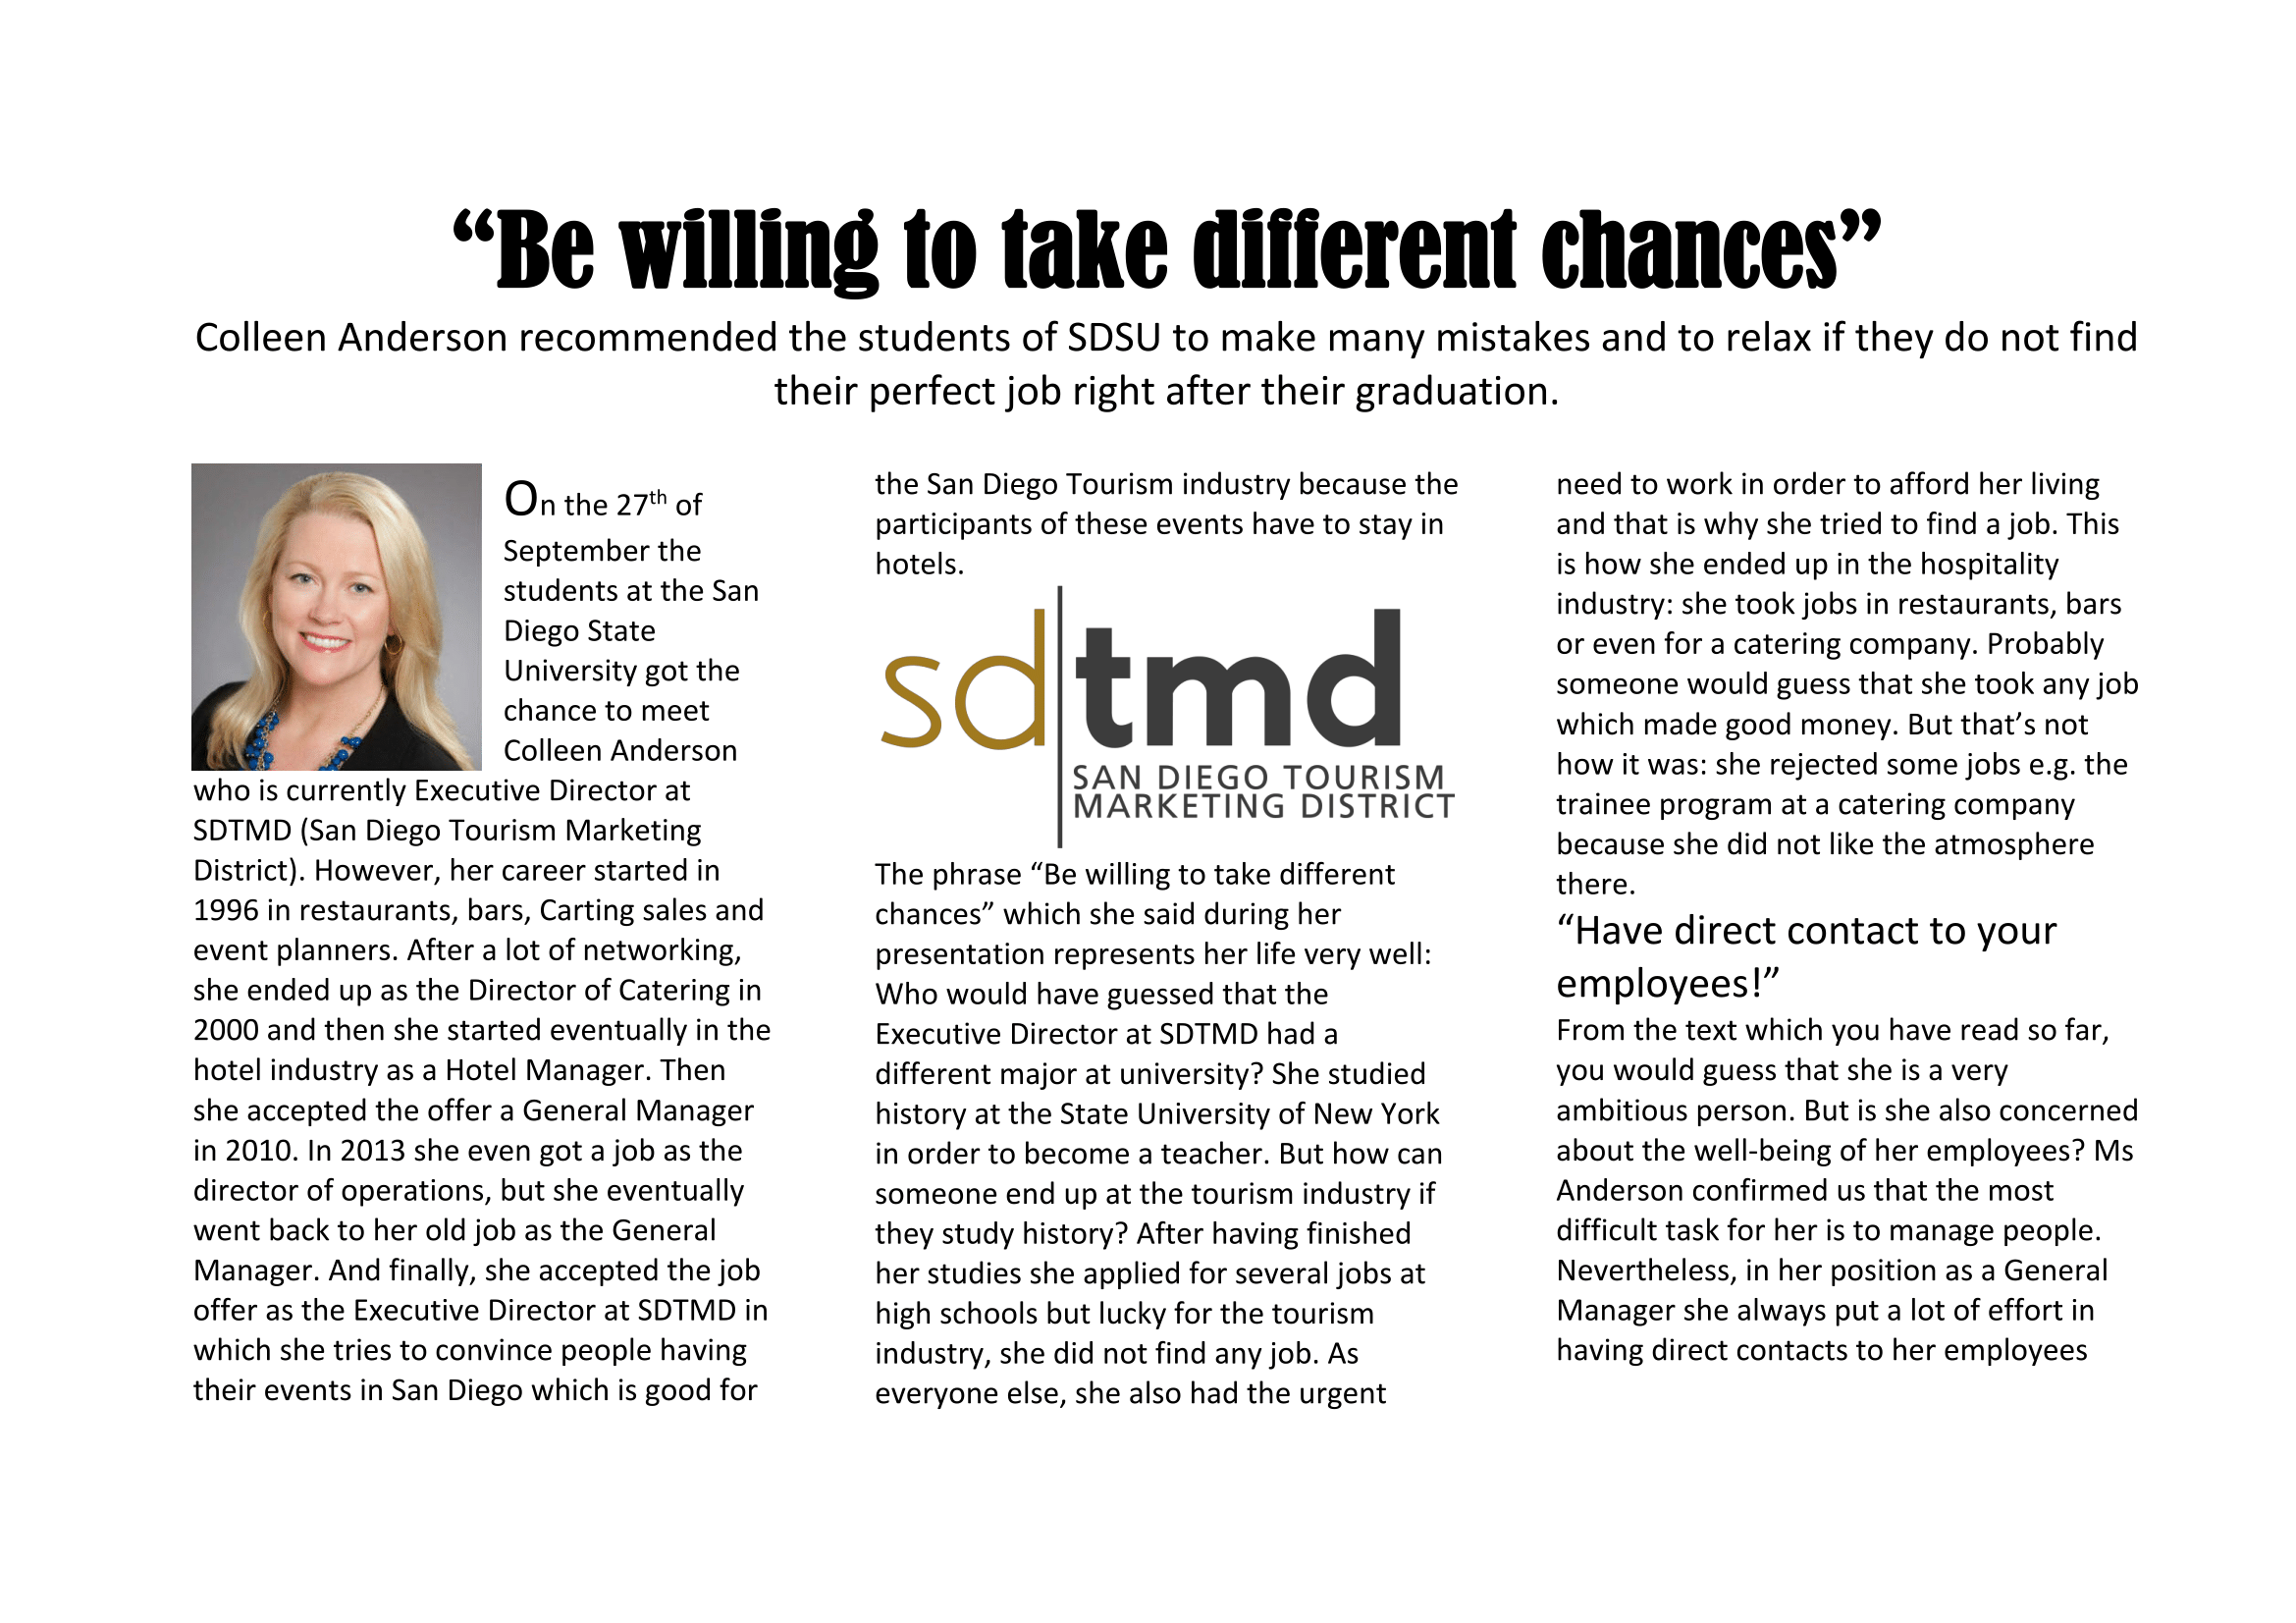 “Be willing to take different chances”
Colleen Anderson recommended the students of SDSU to make many mistakes and to relax if they do not find
their perfect job right after their graduation.
On the 27th of
September the
students at the San
Diego State
University got the
chance to meet
Colleen Anderson
who is currently Executive Director at
SDTMD (San Diego Tourism Marketing
District). However, her career started in
1996 in restaurants, bars, Carting sales and
event planners. After a lot of networking,
she ended up as the Director of Catering in
2000 and then she started eventually in the
hotel industry as a Hotel Manager. Then
she accepted the offer a General Manager
in 2010. In 2013 she even got a job as the
director of operations, but she eventually
went back to her old job as the General
Manager. And finally, she accepted the job
offer as the Executive Director at SDTMD in
which she tries to convince people having
their events in San Diego which is good for
the San Diego Tourism industry because the
participants of these events have to stay in
hotels.
sdtmd
SAN DIEGO TOURISM
MARKETING DISTRICT
The phrase “Be willing to take different
chances” which she said during her
presentation represents her life very well:
Who would have guessed that the
Executive Director at SDTMD had a
different major at university? She studied
history at the State University of New York
in order to become a teacher. But how can
someone end up at the tourism industry if
they study history? After having finished
her studies she applied for several jobs at
high schools but lucky for the tourism
industry, she did not find any job. As
everyone else, she also had the urgent
need to work in order to afford her living
and that is why she tried to find a job. This
is how she ended up in the hospitality
industry: she took jobs in restaurants, bars
or even for a catering company. Probably
someone would guess that she took any job
which made good money. But that’s not
how it was: she rejected some jobs e.g. the
trainee program at a catering company
because she did not like the atmosphere
there.
“Have direct contact to your
employees!”
From the text which you have read so far,
you would guess that she is a very
ambitious person. But is she also concerned
about the well-being of her employees? Ms
Anderson confirmed us that the most
difficult task for her is to manage people.
Nevertheless, in her position as a General
Manager she always put a lot of effort in
having direct contacts to her employees